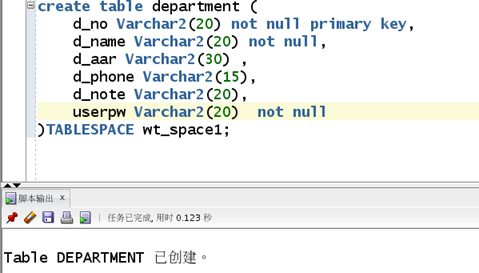 create table department (
d_no Varchar2(20) not null primary key,
d_name Varchar2(20) not null,
d_aar Varchar2(30) ,
d_phone Varchar2(15),
d_note Varchar2(20),
userpw Varchar2(20)  not null
)TABLESPACE wt_space1;
脚本输出 x
任务已完成, 用时 0.123 秒
Table DEPARTMENT 已创建。